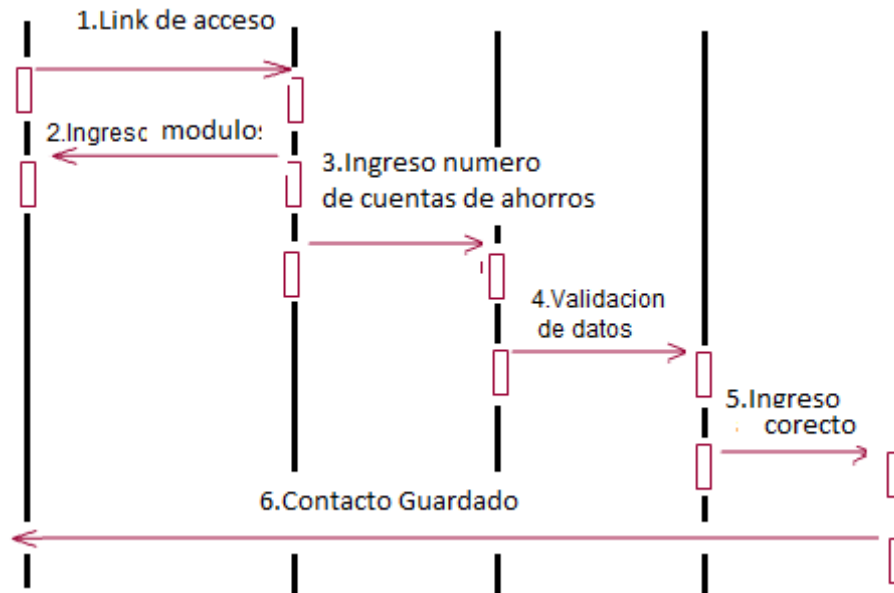 1.Link de acceso
2.Ingreso modulos
3.Ingreso numero
de cuentas de ahorros
4.Validacion
de datos
5.Ingreso
corecto
6.Contacto Guardado